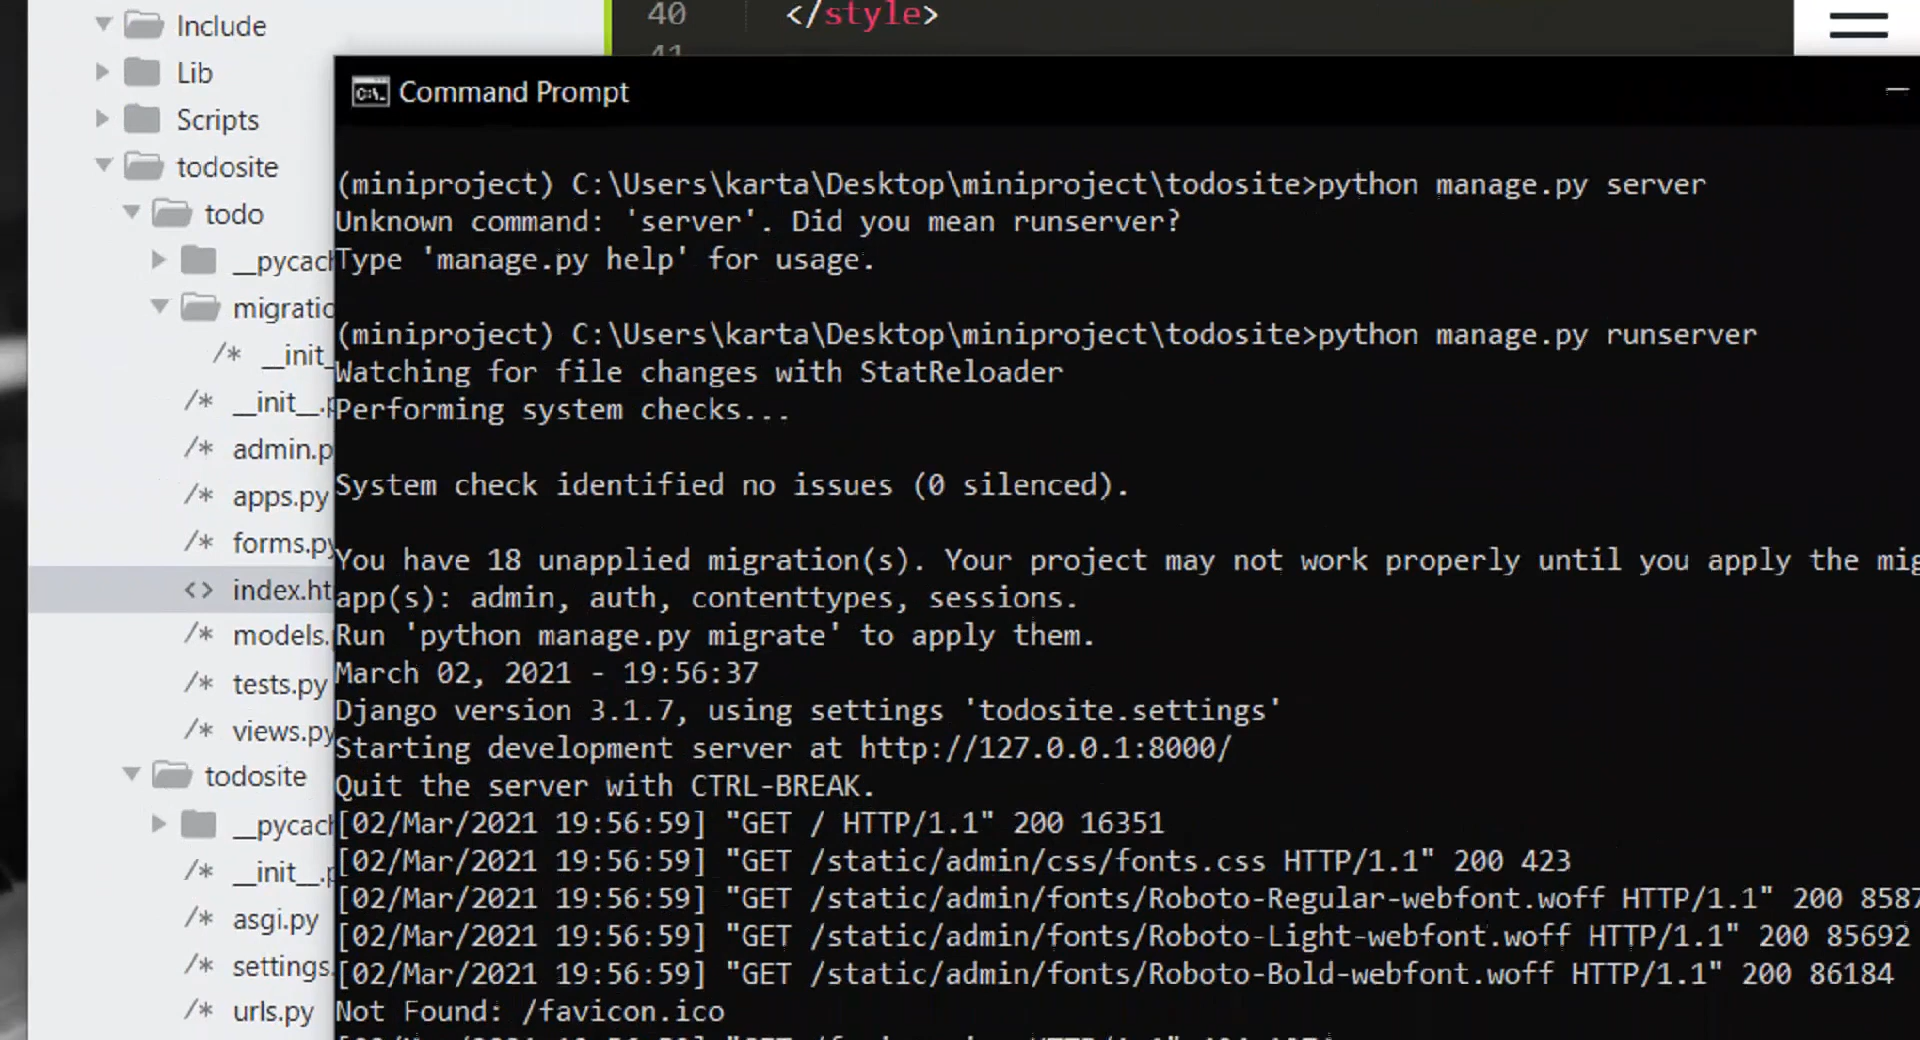 Include
Lib
Scripts
todosite
todo
__pycach
migratio
__init_
__init__.p
admin.p
apps.py
forms.py
index.ht
models.
tests.py
views.py
todosite
__pycach
__init__.p
asgi.py
settings.
urls.py
40 </style>
41
Command Prompt
(miniproject) C:\Users\karta\Desktop\miniproject\todosite>python manage.py server
Unknown command: 'server'. Did you mean runserver?
Type 'manage.py help' for usage.
(miniproject) C:\Users\karta\Desktop\miniproject\todosite>python manage.py runserver
Watching for file changes with StatReloader
Performing system checks...
System check identified no issues (0 silenced).
You have 18 unapplied migration(s). Your project may not work properly until you apply the mig
app(s): admin, auth, contenttypes, sessions.
Run 'python manage.py migrate' to apply them.
March 02, 2021 - 19:56:37
Django version 3.1.7, using settings 'todosite.settings'
Starting development server at http://127.0.0.1:8000/
Quit the server with CTRL-BREAK.
[02/Mar/2021 19:56:59] "GET / HTTP/1.1" 200 16351
[02/Mar/2021 19:56:59] "GET /static/admin/css/fonts.css HTTP/1.1" 200 423
[02/Mar/2021 19:56:59] "GET /static/admin/fonts/Roboto-Regular-webfont.woff HTTP/1.1" 200 8587
[02/Mar/2021 19:56:59] "GET /static/admin/fonts/Roboto-Light-webfont.woff HTTP/1.1" 200 85692
[02/Mar/2021 19:56:59] "GET /static/admin/fonts/Roboto-Bold-webfont.woff HTTP/1.1" 200 86184
Not Found: /favicon.ico